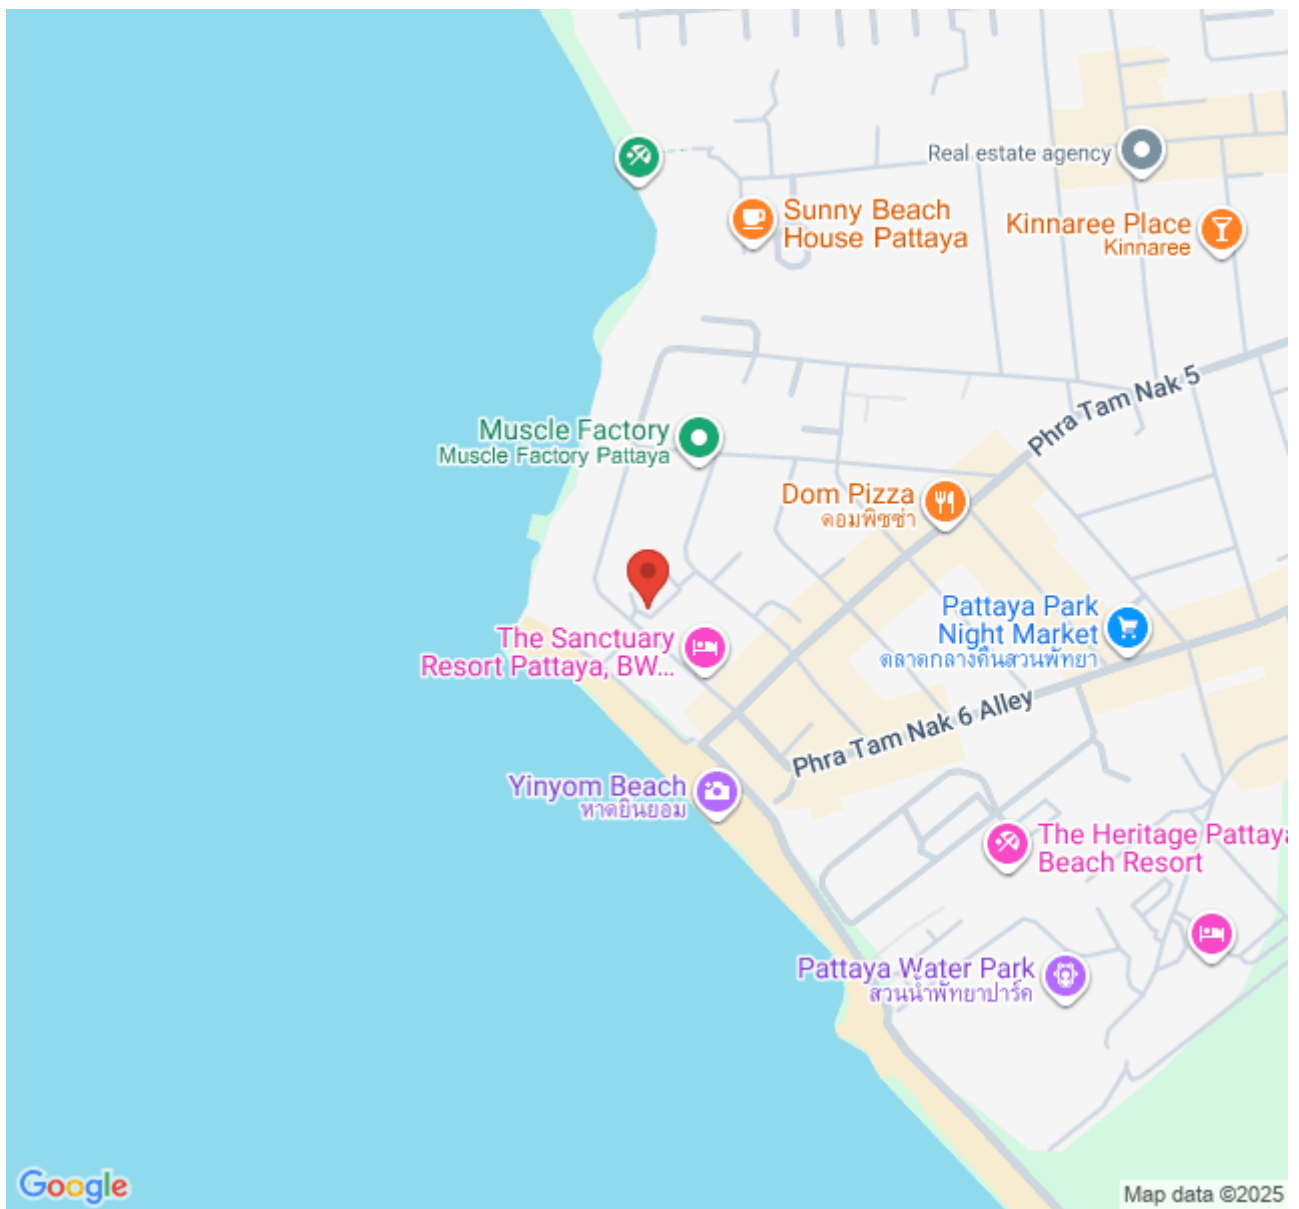 Real estate agency
Sunny Beach
House Pattaya
Kinnaree Place
Kinnaree
Phra Tam Nak 5
Muscle Factory
Muscle Factory Pattaya
Dom Pizza
ดอมพิซซ่า
Pattaya Park
Night Market
ตลาดกลางคืนสวนพัทยา
The Sanctuary
Resort Pattaya, BW...
Phra Tam Nak 6 Alley
Yinyom Beach
หาดยินยอม
The Heritage Pattaya
Beach Resort
Pattaya Water Park
สวนน้ำพัทยาปาร์ค
Google
Map data ©2025